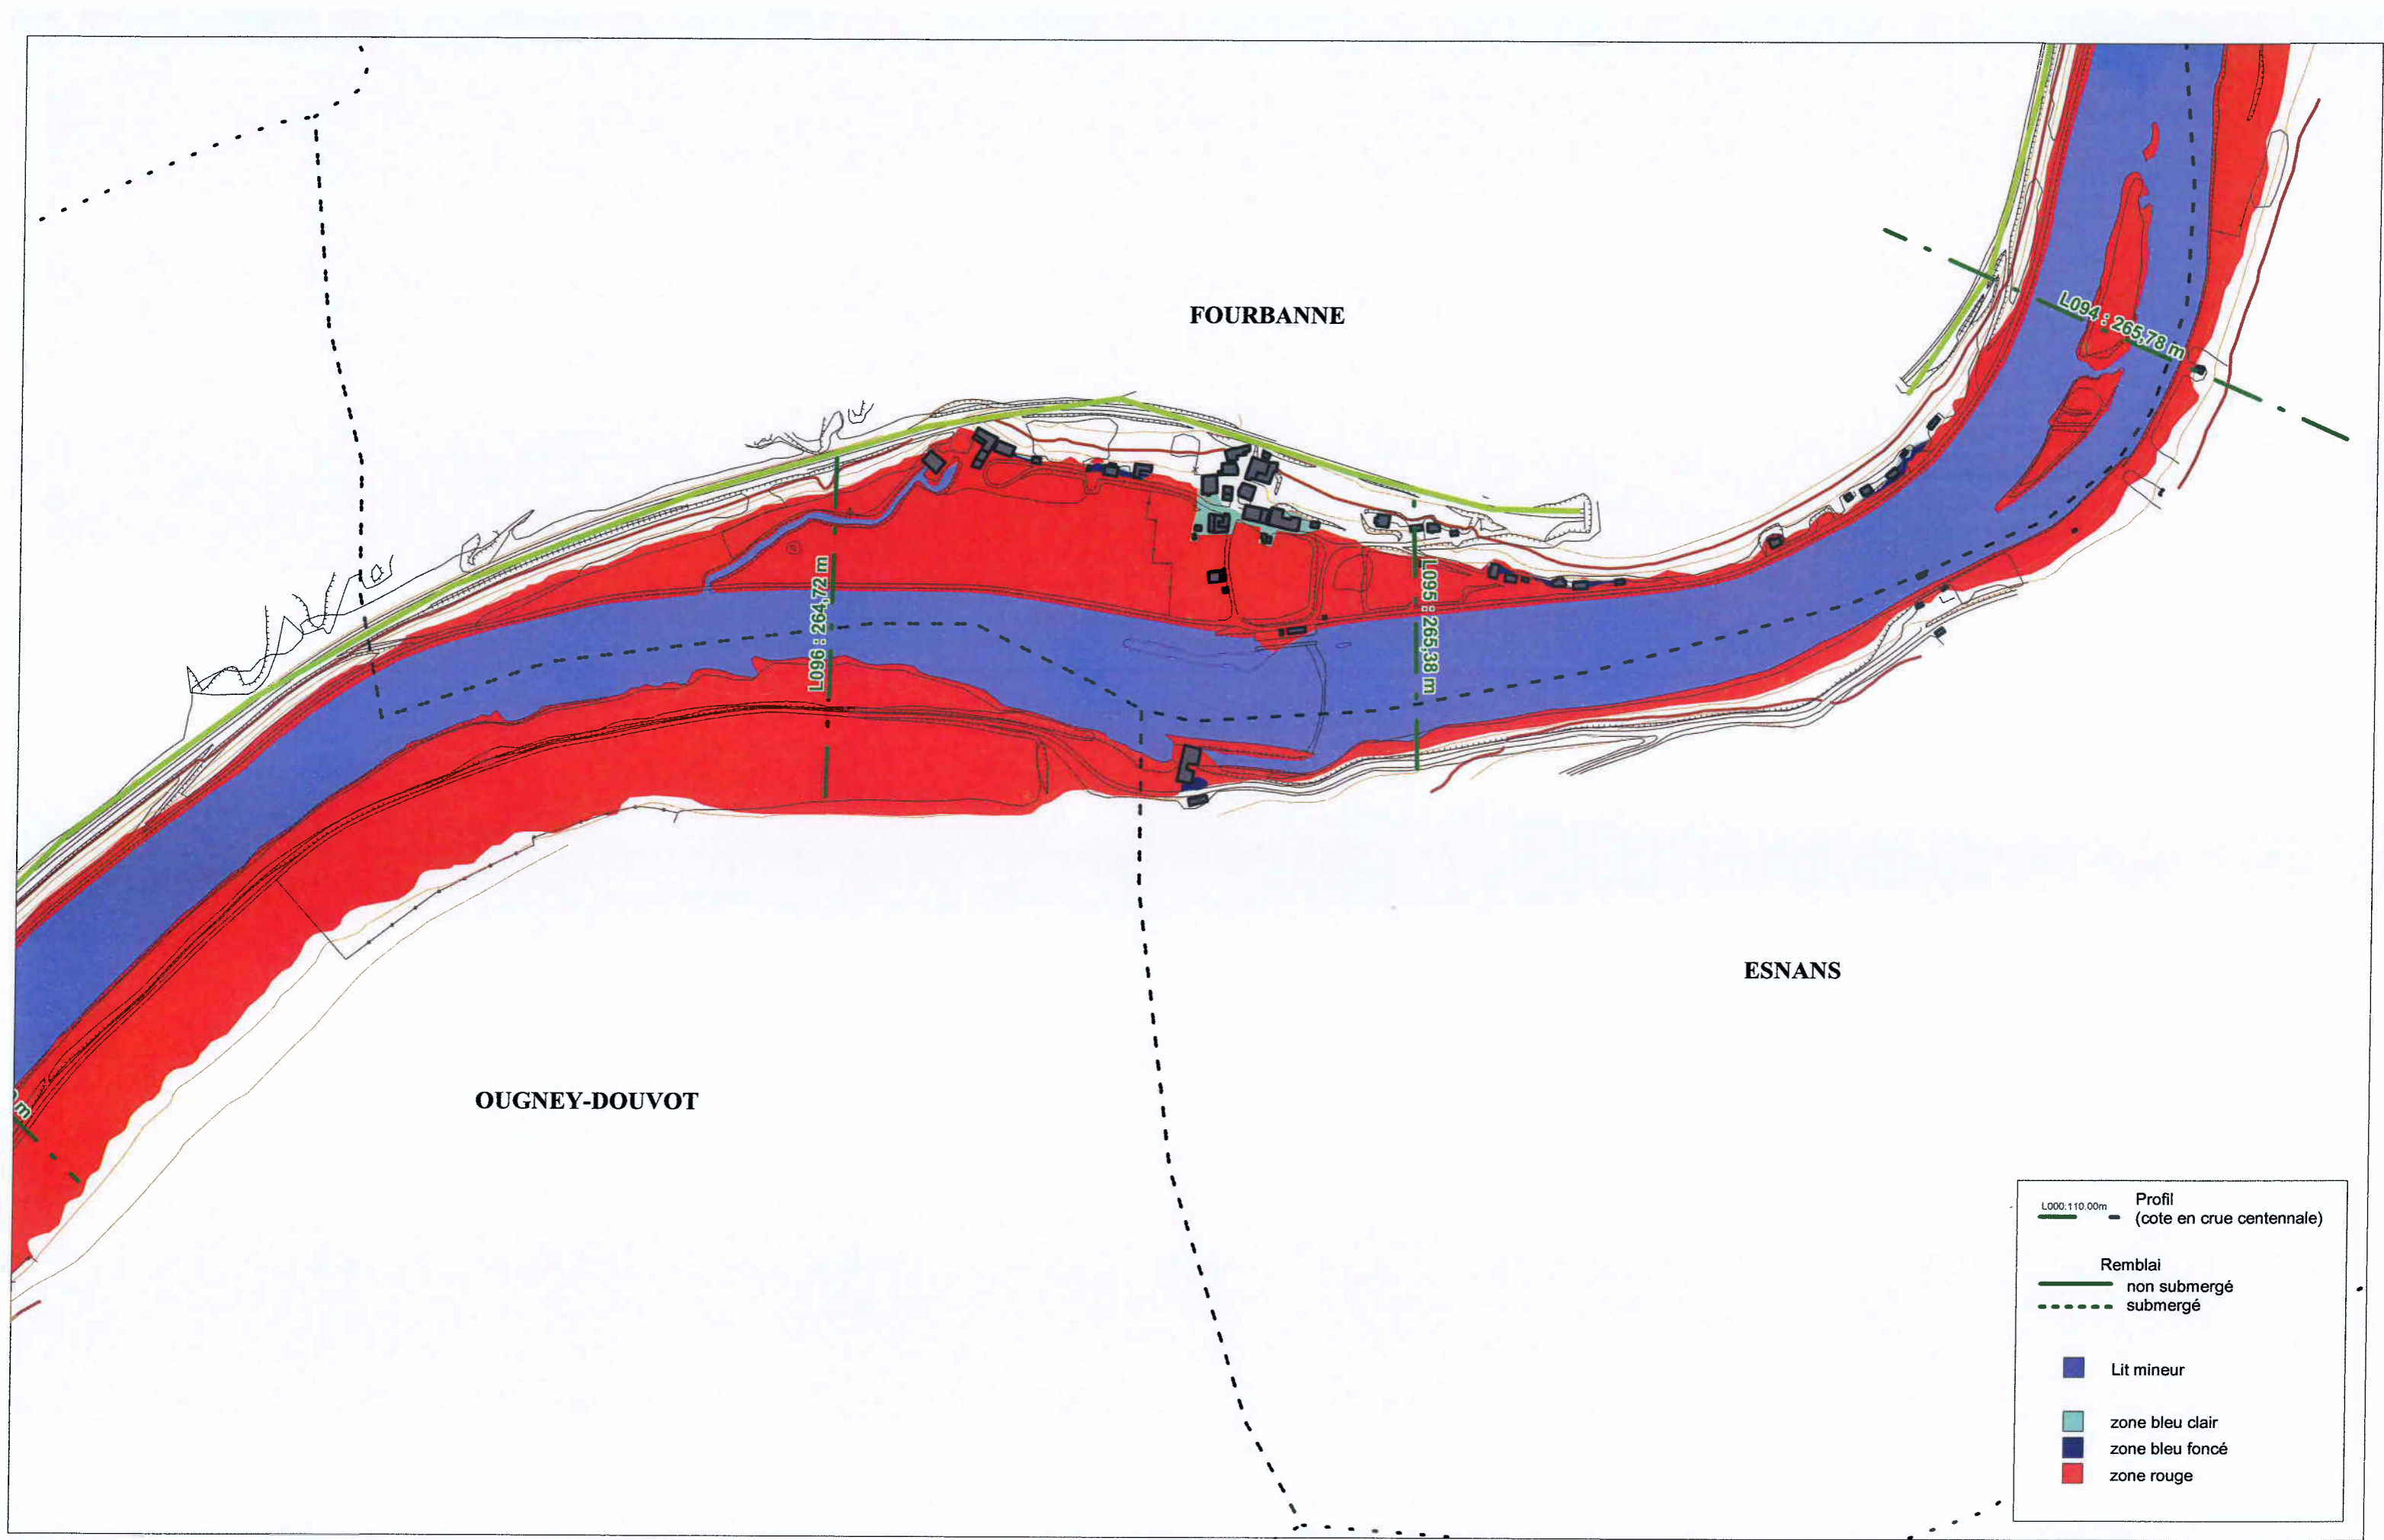 FOURBANNE
L094 : 265,78 m
L096 : 264,72 m
L095 : 265,38 m
ESNANS
OUGNEY-DOUVOT
m
L000:110.00m
Profil
(cote en crue centennale)
Remblai
non submergé
submergé
Lit mineur
zone bleu clair
zone bleu foncé
zone rouge